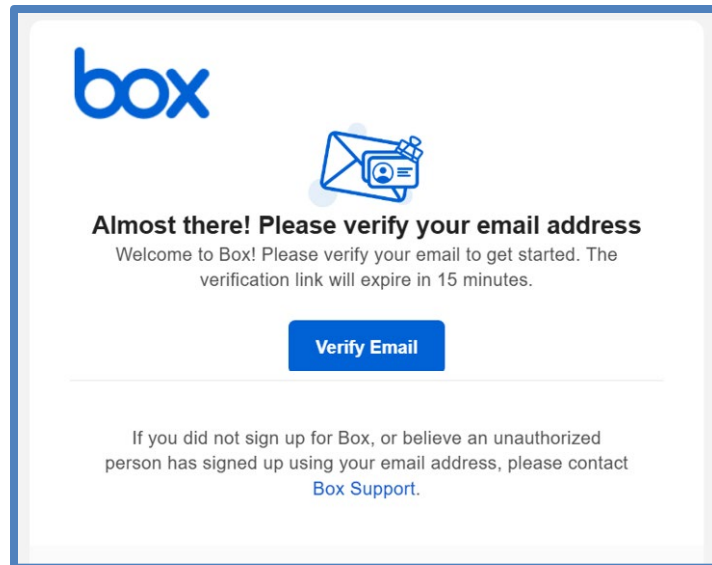 box
Almost there! Please verify your email address
Welcome to Box! Please verify your email to get started. The
verification link will expire in 15 minutes.
Verify Email
If you did not sign up for Box, or believe an unauthorized
person has signed up using your email address, please contact
Box Support.